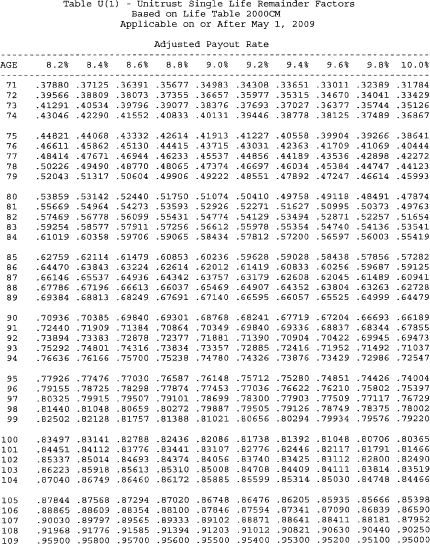 Table U(1) - Unitrust Single Life Remainder Factors
Based on Life Table 2000CM
Applicable on or After May 1, 2009
Adjusted Payout Rate
AGE 8.2% 8.4% 8.6% 8.8% 9.0% 9.2% 9.4% 9.6% 9.8% 10.0%
71 .37880 .37125 .36391 .35677 .34983 .34308 .33651 .33011 .32389 .31784
72 .39566 .38809 .38073 .37355 .36657 .35977 .35315 .34670 .34041 .33429
73 .41291 .40534 .39796 .39077 .38376 .37693 .37027 .36377 .35744 .35126
74 .43046 .42290 .41552 .40833 .40131 .39446 .38778 .38125 .37489 .36867
75 .44821 .44068 .43332 .42614 .41913 .41227 .40558 .39904 .39266 .38641
76 .46611 .45862 .45130 .44415 .43715 .43031 .42363 .41709 .41069 .40444
77 .48414 .47671 .46944 .46233 .45537 .44856 .44189 .43536 .42898 .42272
78 .50226 .49490 .48770 .48065 .47374 .46697 .46034 .45384 .44747 .44123
79 .52043 .51317 .50604 .49906 .49222 .48551 .47892 .47247 .46614 .45993
80 .53859 .53142 .52440 .51750 .51074 .50410 .49758 .49118 .48491 .47874
81 .55669 .54964 .54273 .53593 .52926 .52271 .51627 .50995 .50373 .49763
82 .57469 .56778 .56099 .55431 .54774 .54129 .53494 .52871 .52257 .51654
83 .59254 .58577 .57911 .57256 .56612 .55978 .55354 .54740 .54136 .53541
84 .61019 .60358 .59706 .59065 .58434 .57812 .57200 .56597 .56003 .55419
85 .62759 .62114 .61479 .60853 .60236 .59628 .59028 .58438 .57856 .57282
86 .64470 .63843 .63224 .62614 .62012 .61419 .60833 .60256 .59687 .59125
87 .66146 .65537 .64936 .64342 .63757 .63179 .62608 .62045 .61489 .60941
88 .67786 .67196 .66613 .66037 .65469 .64907 .64352 .63804 .63263 .62728
89 .69384 .68813 .68249 .67691 .67140 .66595 .66057 .65525 .64999 .64479
90 .70936 .70385 .69840 .69301 .68768 .68241 .67719 .67204 .66693 .66189
91 .72440 .71909 .71384 .70864 .70349 .69840 .69336 .68837 .68344 .67855
92 .73894 .73383 .72878 .72377 .71881 .71390 .70904 .70422 .69945 .69473
93 .75292 .74801 .74316 .73834 .73357 .72885 .72416 .71952 .71492 .71037
94 .76636 .76166 .75700 .75238 .74780 .74326 .73876 .73429 .72986 .72547
95 .77926 .77476 .77030 .76587 .76148 .75712 .75280 .74851 .74426 .74004
96 .79155 .78725 .78298 .77874 .77453 .77036 .76622 .76210 .75802 .75397
97 .80325 .79915 .79507 .79101 .78699 .78300 .77903 .77509 .77117 .76729
98 .81440 .81048 .80659 .80272 .79887 .79505 .79126 .78749 .78375 .78002
99 .82502 .82128 .81757 .81388 .81021 .80656 .80294 .79934 .79576 .79220
100 .83497 .83141 .82788 .82436 .82086 .81738 .81392 .81048 .80706 .80365
101 .84451 .84112 .83776 .83441 .83107 .82776 .82446 .82117 .81791 .81466
102 .85337 .85014 .84693 .84374 .84056 .83740 .83425 .83112 .82800 .82490
103 .86223 .85918 .85613 .85310 .85008 .84708 .84409 .84111 .83814 .83519
104 .87040 .86749 .86460 .86172 .85885 .85599 .85314 .85030 .84748 .84466
105 .87844 .87568 .87294 .87020 .86748 .86476 .86205 .85935 .85666 .85398
106 .88865 .88609 .88354 .88100 .87846 .87594 .87341 .87090 .86839 .86590
107 .90030 .89797 .89565 .89333 .89102 .88871 .88641 .88411 .88181 .87952
108 .91968 .91776 .91585 .91394 .91203 .91012 .90821 .90630 .90440 .90250
109 .95900 .95800 .95700 .95600 .95500 .95400 .95300 .95200 .95100 .95000